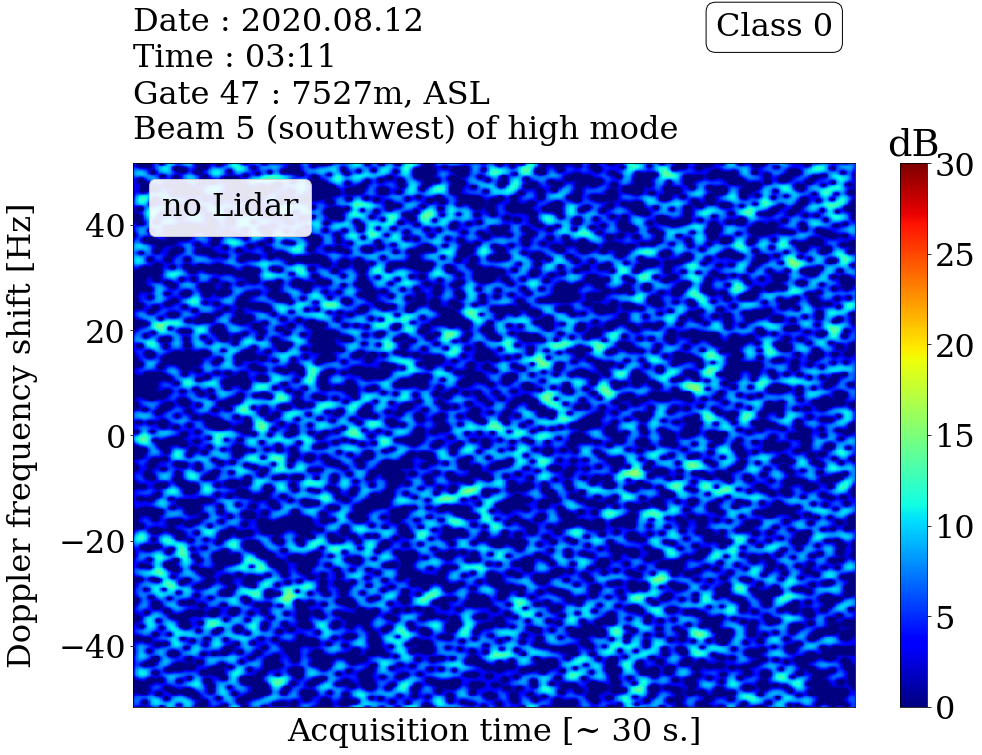 Date : 2020.08.12
Time : 03:11
Gate 47 : 7527m, ASL
Beam 5 (southwest) of high mode
Class 0
dB
no Lidar
Doppler frequency shift [Hz]
40
20
0
−20
−40
30
25
20
15
10
5
0
Acquisition time [~ 30 s.]